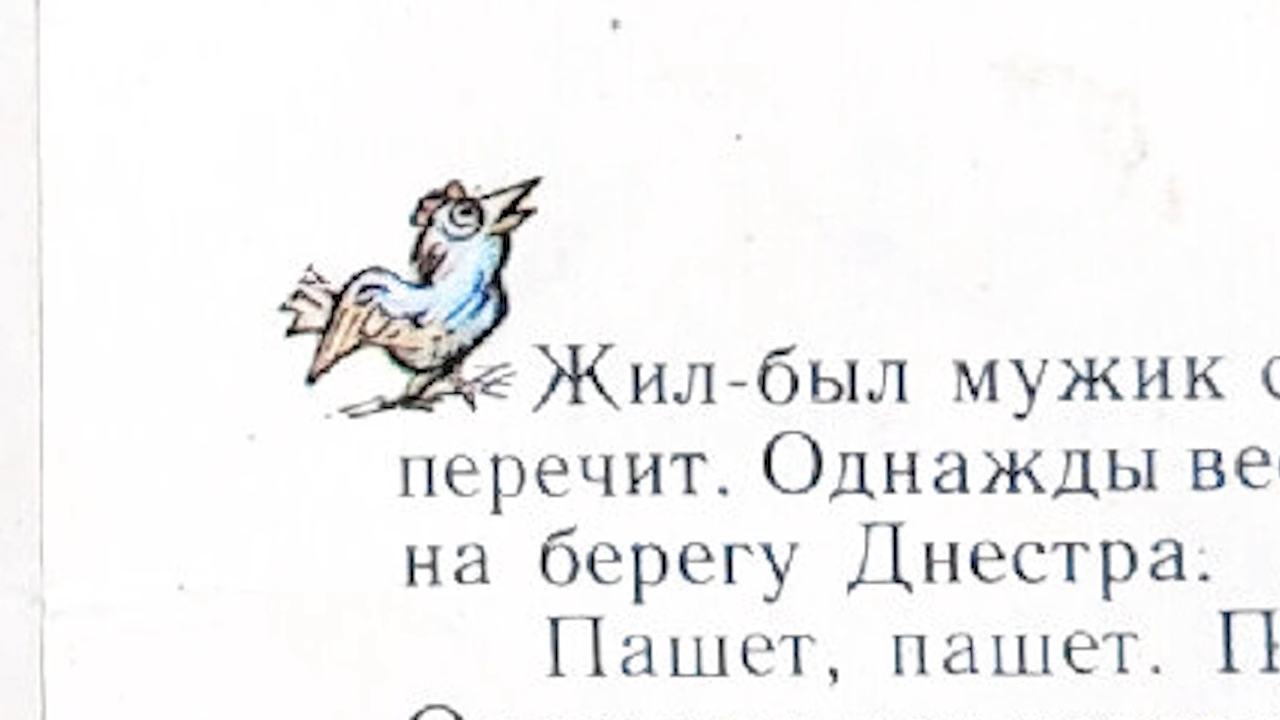 Жил-был мужик
перечит. Однажды
на берегу Днестра:
Пашет, пашет.